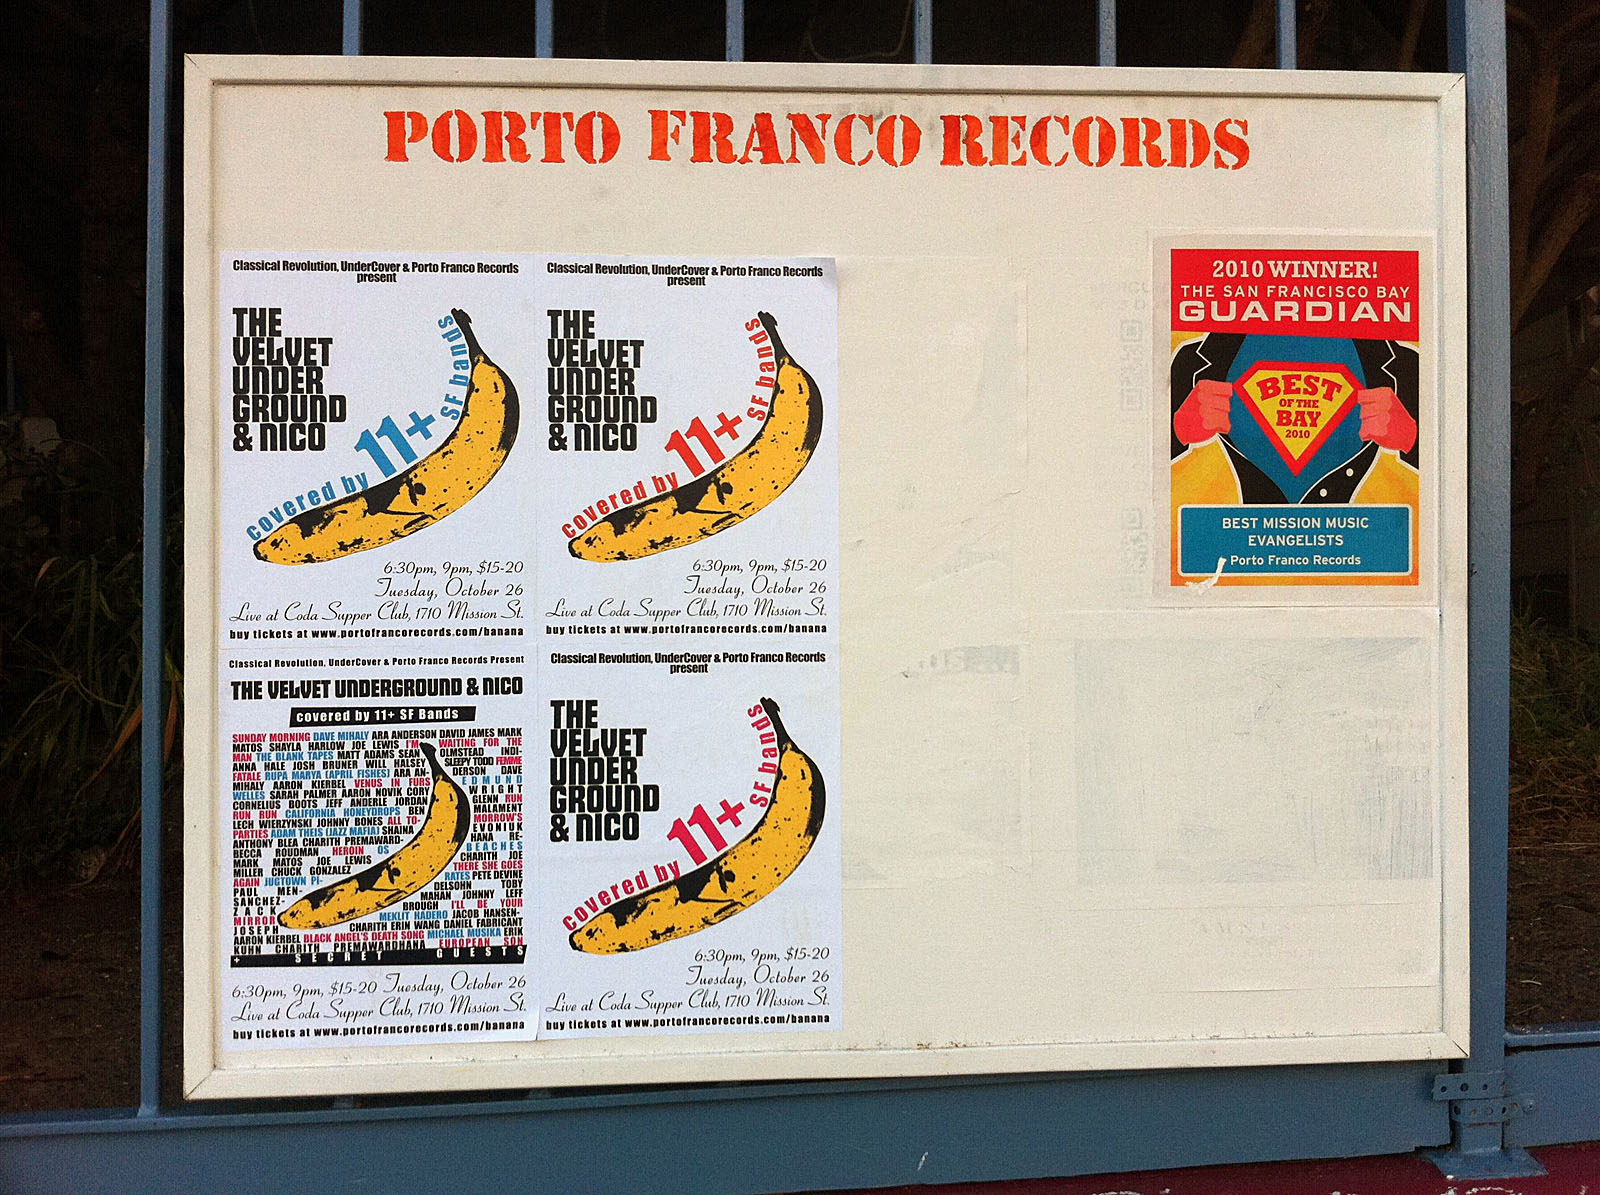 PORTO FRANCO RECORDS
Classical Revolution, UnderCover & Porto Franco Records
present
THE
VELVET
UNDER
GROUND
& NICO
covered by 11+ SF bands
6:30pm, 9pm, $15-20
Tuesday, October 26
Live at Coda Supper Club, 1710 Mission St.
buy tickets at www.portofrancorecords.com/banana
Classical Revolution, UnderCover & Porto Franco Records
present
THE
VELVET
UNDER
GROUND
& NICO
covered by 11+ SF bands
6:30pm, 9pm, $15-20
Tuesday, October 26
Live at Coda Supper Club, 1710 Mission St.
buy tickets at www.portofrancorecords.com/banana
2010 WINNER!
THE SAN FRANCISCO BAY
GUARDIAN
BEST
OF THE
BAY
2010
BEST MISSION MUSIC
EVANGELISTS
Porto Franco Records
Classical Revolution, UnderCover & Porto Franco Records Present
THE VELVET UNDERGROUND & NICO
covered by 11+ SF Bands
SUNDAY MORNING DAVE MIHALY ARA ANDERSON DAVID JAMES MARK
MATOS SHAYLA HARLOW JOE LEWIS I'M WAITING FOR THE
MAN THE BLANK TAPES MATT ADAMS SEAN OLMSTEAD INDI-
ANNA HALE JOSH BRUNER WILL HALSEY SLEEPY TODD FEMME
FATALE RUPA MARYA (APRIL FISHES) ARA AN- DERSON DAVE
MIHALY AARON KIERBEL VENUS IN FURS EDMUND
WELLES SARAH PALMER AARON NOVIK CORY WRIGHT
CORNELIUS BOOTS JEFF ANDERLE JORDAN GLENN RUN
RUN RUN CALIFORNIA HONEYDROPS BEN MALAMENT
LECH WIERZYNSKI JOHNNY BONES ALL TO- MORROW'S
PARTIES ADAM THEIS (JAZZ MAFIA) SHAINA EVONIUK
ANTHONY BLEA CHARITH PREMAWARD- HANA RE-
BECCA ROUDMAN HEROIN OS BEACHES
MARK MATOS JOE LEWIS CHARITH JOE
MILLER CHUCK GONZALEZ THERE SHE GOES
AGAIN JUGTOWN PI- RATES PETE DEVINE
PAUL MEN- DELSOHN TOBY
SANCHEZ- MAHAN JOHNNY LEFF
ZACK BROUGH I'LL BE YOUR
MIRROR MEKLIT HADERO JACOB HANSEN-
JOSEPH CHARITH ERIN WANG DANIEL FABRICANT
AARON KIERBEL BLACK ANGEL'S DEATH SONG MICHAEL MUSIKA ERIK
KUHN CHARITH PREMAWARDHANA EUROPEAN SON
+ SECRET GUESTS
6:30pm, 9pm, $15-20 Tuesday, October 26
Live at Coda Supper Club, 1710 Mission St.
buy tickets at www.portofrancorecords.com/banana
Classical Revolution, UnderCover & Porto Franco Records
present
THE
VELVET
UNDER
GROUND
& NICO
covered by 11+ SF bands
6:30pm, 9pm, $15-20
Tuesday, October 26
Live at Coda Supper Club, 1710 Mission St.
buy tickets at www.portofrancorecords.com/banana